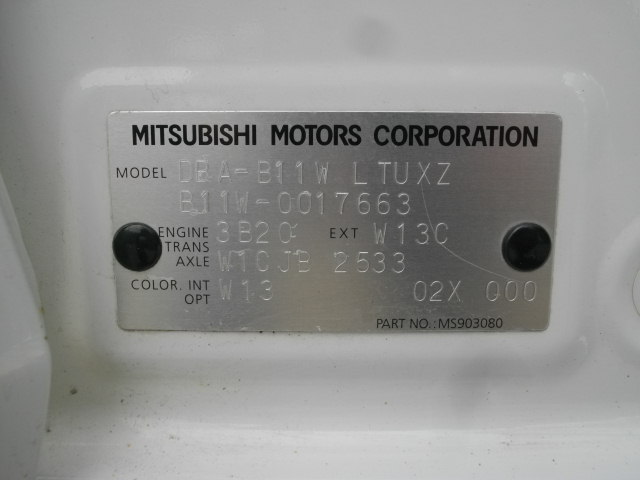 MITSUBISHI MOTORS CORPORATION
MODEL DBA-B11W LTUXZ
B11W-0017663
ENGINE 3B20 EXT W13C
TRANS
AXLE W1CJB 2533
COLOR. INT W13 02X 000
OPT
PART NO.:MS903080